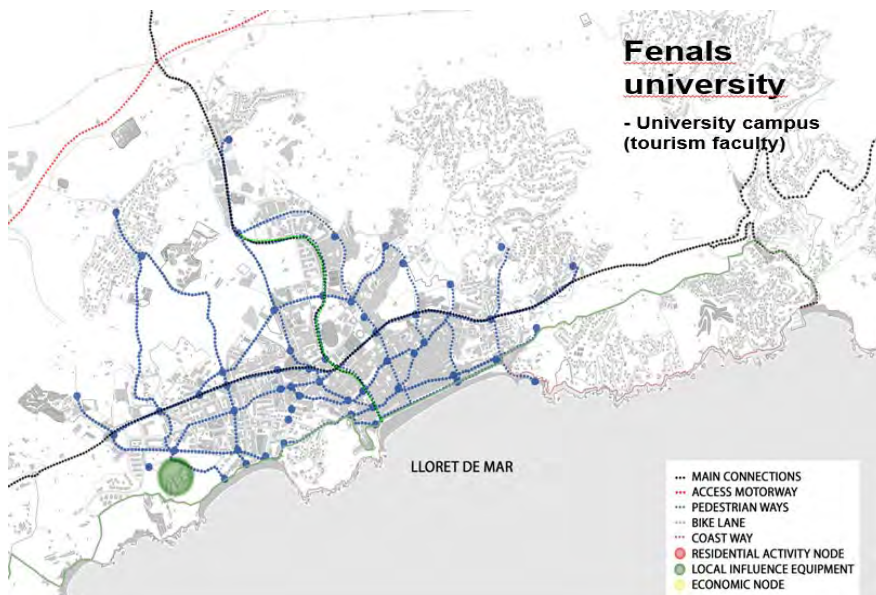 Fenals
university
- University campus
(tourism faculty)
LLORET DE MAR
MAIN CONNECTIONS
ACCESS MOTORWAY
PEDESTRIAN WAYS
BIKE LANE
COAST WAY
RESIDENTIAL ACTIVITY NODE
LOCAL INFLUENCE EQUIPMENT
ECONOMIC NODE